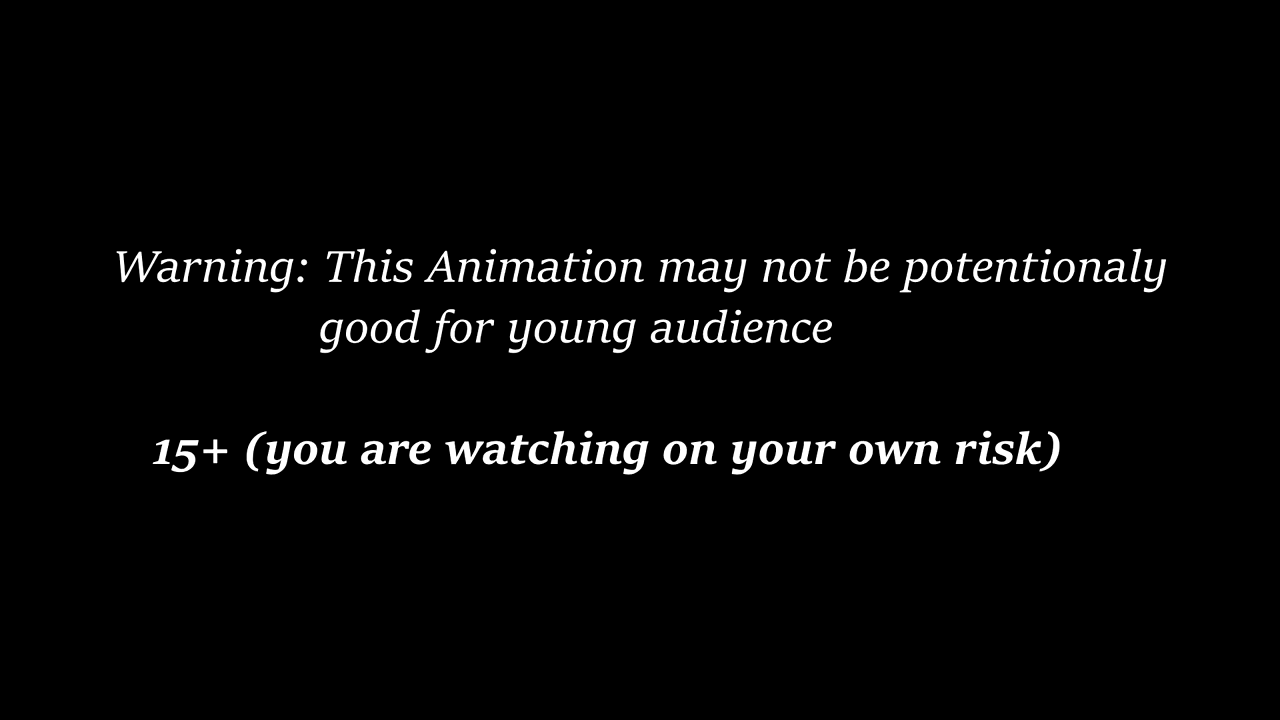 Warning: This Animation may not be potentionaly
good for young audience
15+ (you are watching on your own risk)